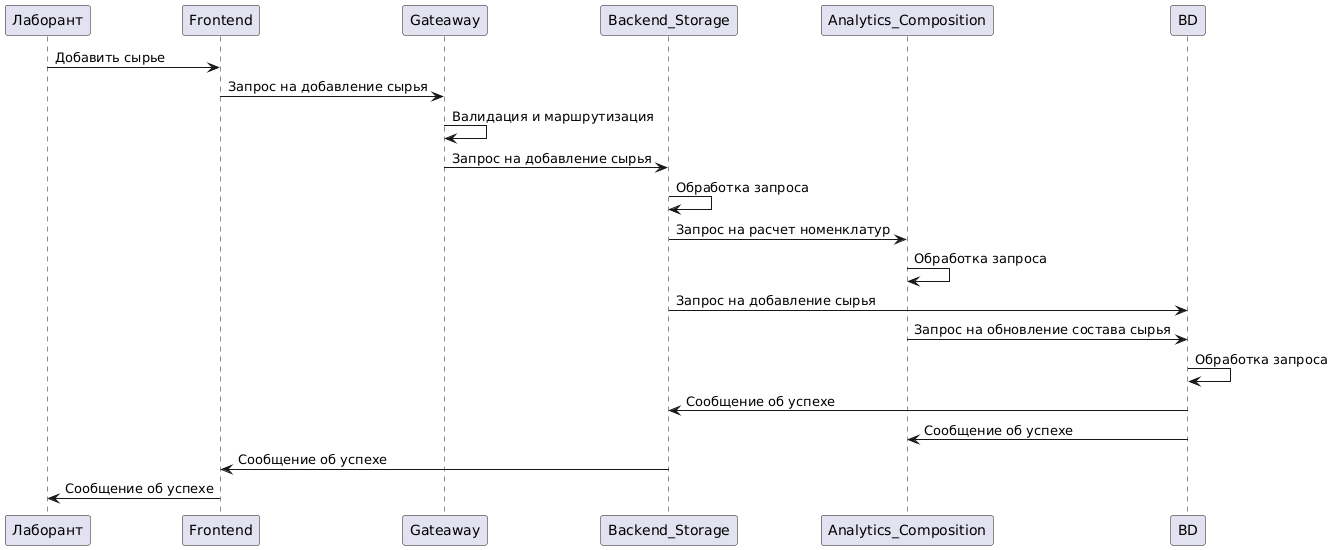 Лаборант
Frontend
Gateaway
Backend_Storage
Analytics_Composition
BD
Добавить сырье
Запрос на добавление сырья
Валидация и маршрутизация
Запрос на добавление сырья
Обработка запроса
Запрос на расчет номенклатур
Обработка запроса
Запрос на добавление сырья
Запрос на обновление состава сырья
Обработка запроса
Сообщение об успехе
Сообщение об успехе
Сообщение об успехе
Сообщение об успехе
Лаборант
Frontend
Gateaway
Backend_Storage
Analytics_Composition
BD